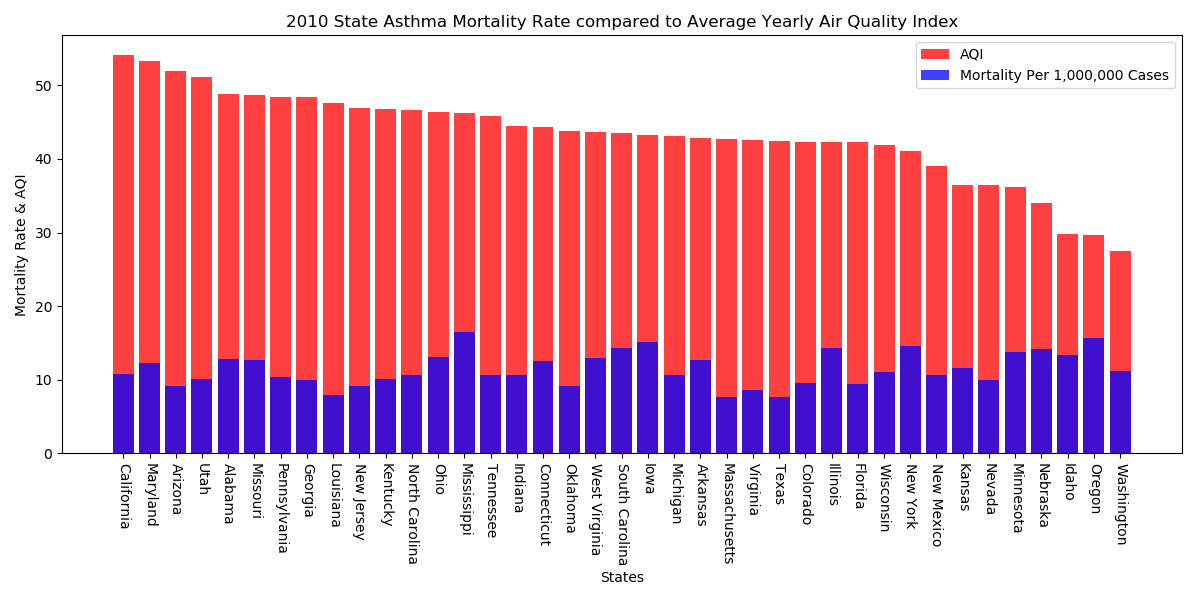 2010 State Asthma Mortality Rate compared to Average Yearly Air Quality Index
AQI
Mortality Per 1,000,000 Cases
Mortality Rate & AQI
50
40
30
20
10
0
California
Maryland
Arizona
Utah
Alabama
Missouri
Pennsylvania
Georgia
Louisiana
New Jersey
Kentucky
North Carolina
Ohio
Mississippi
Tennessee
Indiana
Connecticut
Oklahoma
West Virginia
South Carolina
Iowa
Michigan
Arkansas
Massachusetts
Virginia
Texas
Colorado
Illinois
Florida
Wisconsin
New York
New Mexico
Kansas
Nevada
Minnesota
Nebraska
Idaho
Oregon
Washington
States